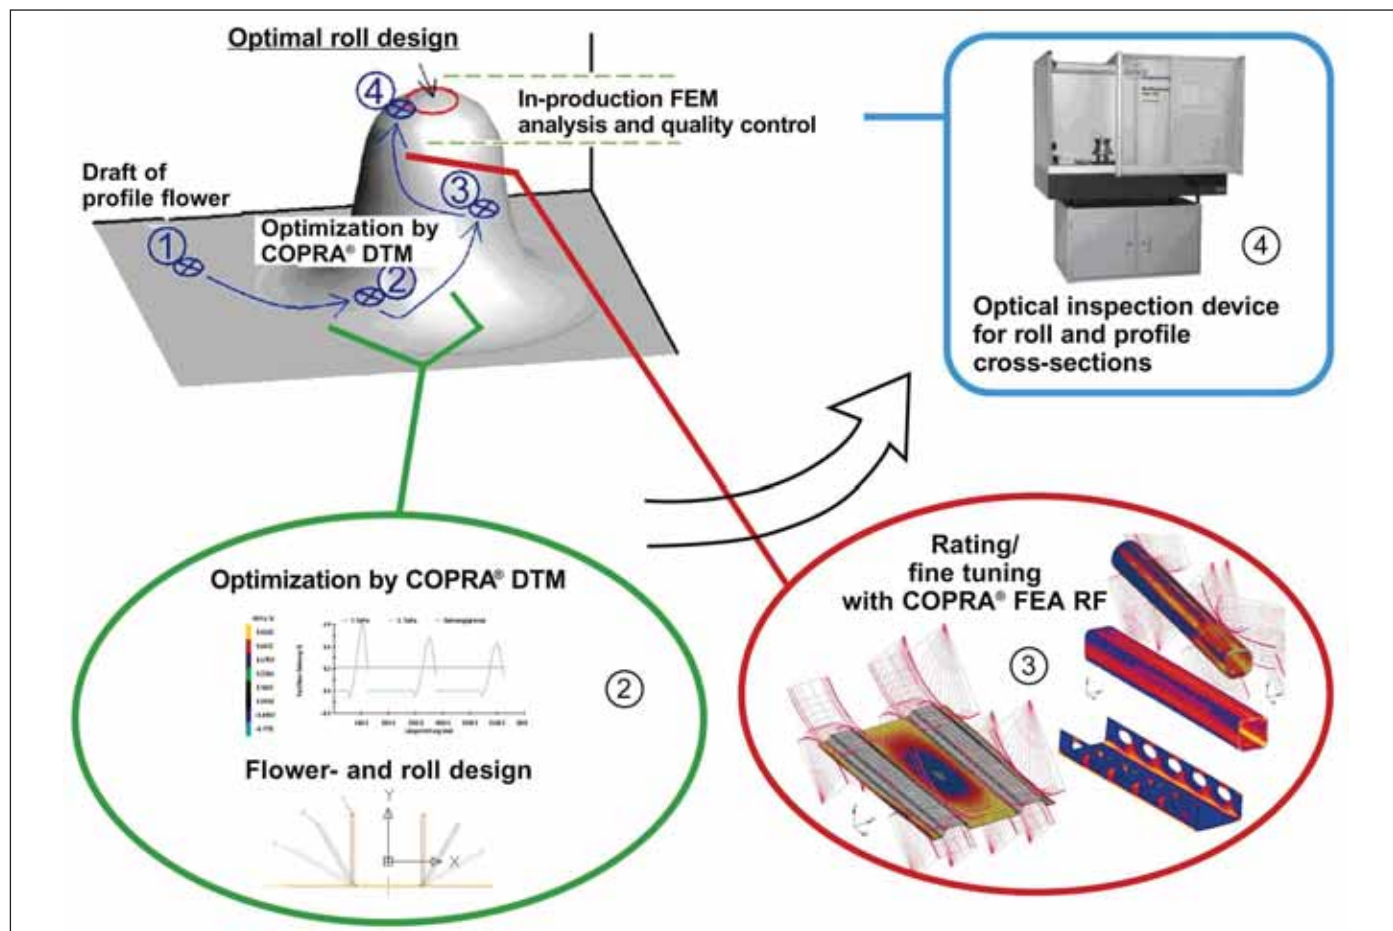 Optimal roll design
4
In-production FEM
analysis and quality control
Draft of
profile flower
3
1
Optimization by
COPRA® DTM
2
4
Optical inspection device
for roll and profile
cross-sections
Optimization by COPRA® DTM
2
Flower- and roll design
Y
X
Rating/
fine tuning
with COPRA® FEA RF
3